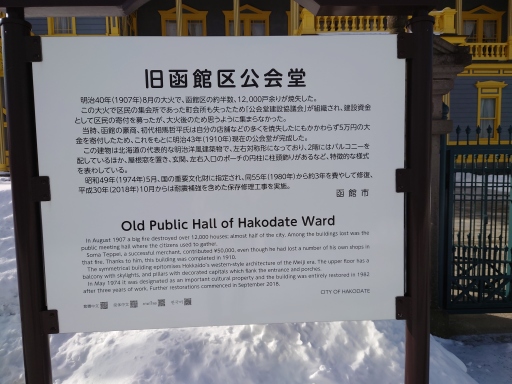 旧函館区公会堂
明治40年(1907年)8月の大火で、函館区の約半数、12,000戸余りが焼失した。
この大火で区民の集会所であった町会所も失ったため「公会堂建設協議会」が組織され、建設資金
として区民の寄付を募ったが、大火後のため思うように集まらなかった。
当時、函館の豪商、初代相馬哲平氏は自分の店舗などの多くを焼失したにもかかわらず5万円の大
金を寄付したため、これをもとに明治43年(1910年)現在の公会堂が完成した。
この建物は北海道の代表的な明治洋風建築物で、左右対称形になっており、2階にはバルコニーを
配しているほか、屋根窓を置き、玄関、左右入口のポーチの円柱に柱頭飾りがあるなど、特徴的な様式
を表わしている。
昭和49年(1974年)5月、国の重要文化財に指定され、同55年(1980年)から約3年を費やして修復、
平成30年(2018年)10月からは耐震補強を含めた保存修理工事を実施。
函館市
Old Public Hall of Hakodate Ward
In August 1907 a big fire destroyed over 12,000 houses; almost half of the city. Among the buildings lost was the
public meeting hall where the citizens used to gather.
Soma Teppei, a successful merchant, contributed ¥50,000, even though he had lost a number of his own shops in
that fire. Thanks to him, this building was completed in 1910.
The symmetrical building epitomises Hokkaido's western-style architecture of the Meiji era. The upper floor has a
balcony with skylights, and pillars with decorated capitals which flank the entrance and porches.
In May 1974 it was designated as an important cultural property and the building was entirely restored in 1982
after three years of work. Further restorations commenced in September 2018.
CITY OF HAKODATE